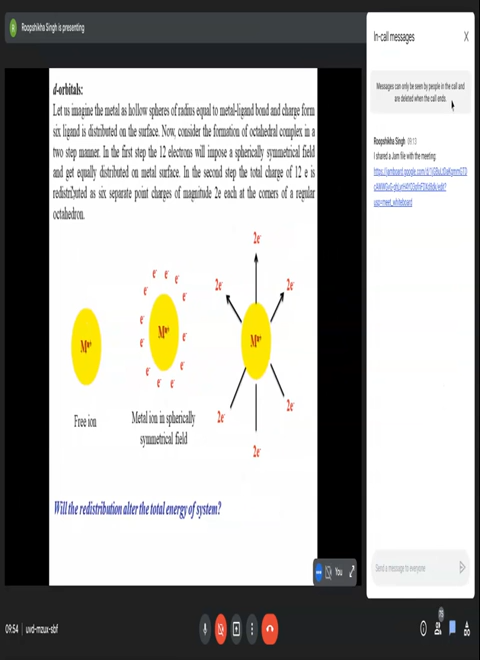 R
Roopshikha Singh is presenting
In-call messages
Messages can only be seen by people in the call and
are deleted when the call ends.
Roopshikha Singh 09:13
I shared a Jam file with the meeting:
usp=meet_whiteboard
d-orbitals:
Let us imagine the metal as hollow spheres of radius equal to metal-ligand bond and charge form
six ligand is distributed on the surface. Now, consider the formation of octahedral complex in a
two step manner. In the first step the 12 electrons will impose a spherically symmetrical field
and get equally distributed on metal surface. In the second step the total charge of 12 e is
redistributed as six separate point charges of magnitude 2e each at the corners of a regular
octahedron.
2e⁻
e⁻ e⁻ e⁻ e⁻
2e⁻ 2e⁻
e⁻ e⁻
e⁻ e⁻
Mⁿ⁺ Mⁿ⁺ Mⁿ⁺
e⁻ e⁻
e⁻ e⁻
e⁻ e⁻
2e⁻ 2e⁻
2e⁻
Free ion
Metal ion in spherically
symmetrical field
Will the redistribution alter the total energy of system?
You
Send a message to everyone
09:54 | uvd-mzux-sbf